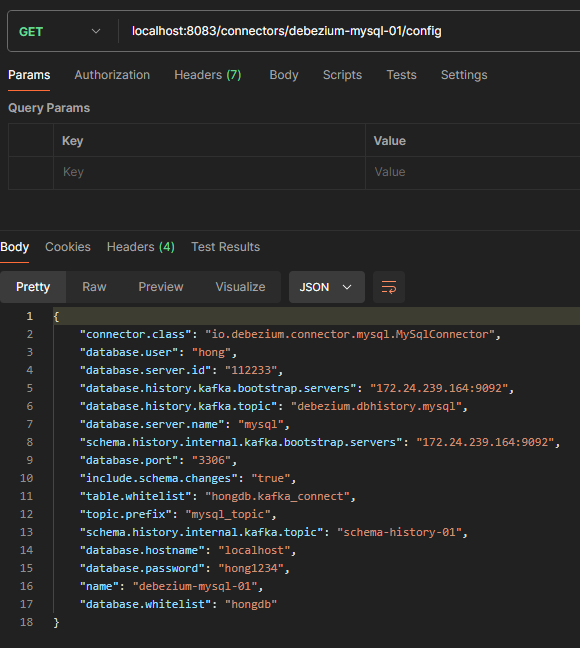 GET localhost:8083/connectors/debezium-mysql-01/config
Params Authorization Headers (7) Body Scripts Tests Settings
Query Params
Key Value
Key Value
Body Cookies Headers (4) Test Results
Pretty Raw Preview Visualize JSON
1 {
2 "connector.class": "io.debezium.connector.mysql.MySqlConnector",
3 "database.user": "hong",
4 "database.server.id": "112233",
5 "database.history.kafka.bootstrap.servers": "172.24.239.164:9092",
6 "database.history.kafka.topic": "debezium.dbhistory.mysql",
7 "database.server.name": "mysql",
8 "schema.history.internal.kafka.bootstrap.servers": "172.24.239.164:9092",
9 "database.port": "3306",
10 "include.schema.changes": "true",
11 "table.whitelist": "hongdb.kafka_connect",
12 "topic.prefix": "mysql_topic",
13 "schema.history.internal.kafka.topic": "schema-history-01",
14 "database.hostname": "localhost",
15 "database.password": "hong1234",
16 "name": "debezium-mysql-01",
17 "database.whitelist": "hongdb"
18 }